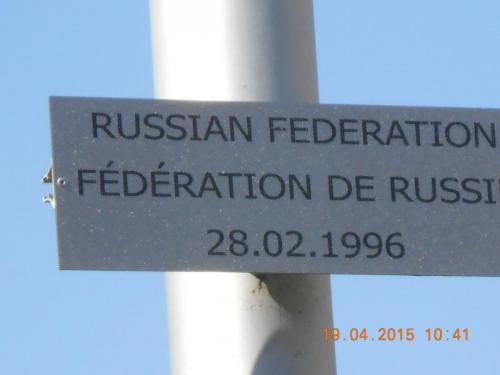 RUSSIAN FEDERATION
FÉDÉRATION DE RUSSI
28.02.1996
19.04.2015 10:41